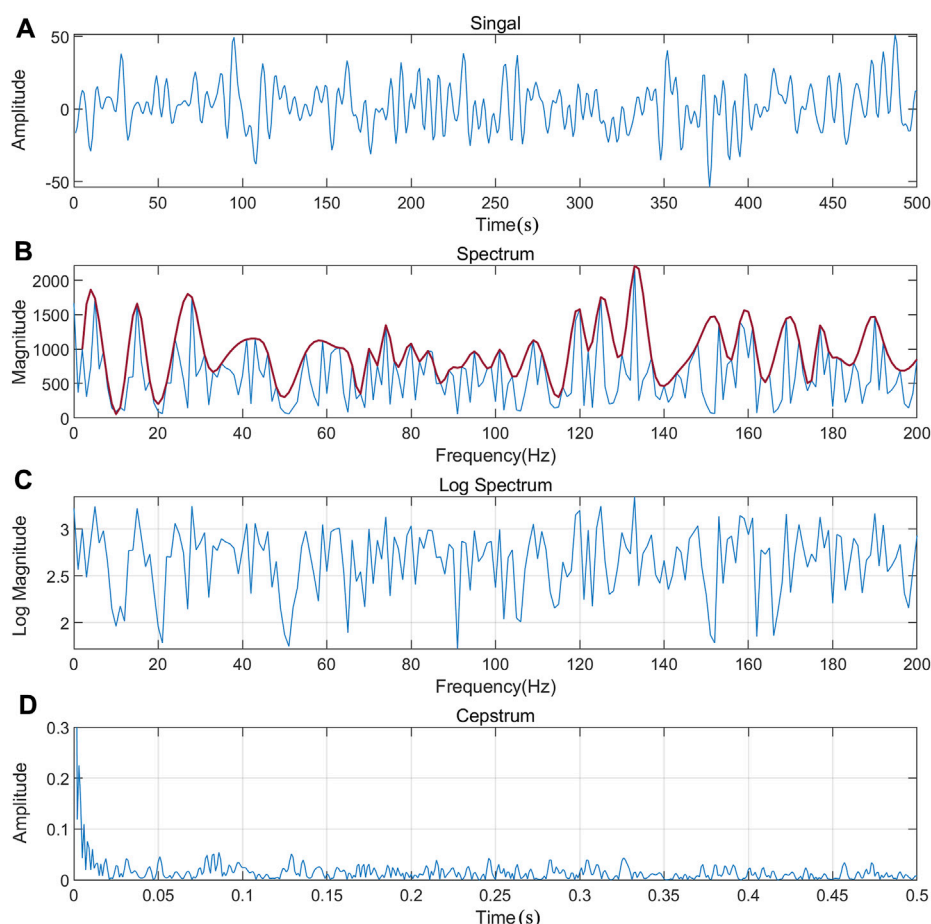 A
Singal
50
0
-50
Amplitude
0 50 100 150 200 250 300 350 400 450 500
Time(s)
B
Spectrum
2000
1500
1000
500
0
Magnitude
0 20 40 60 80 100 120 140 160 180 200
Frequency(Hz)
C
Log Spectrum
3
2.5
2
Log Magnitude
0 20 40 60 80 100 120 140 160 180 200
Frequency(Hz)
D
Cepstrum
0.3
0.2
0.1
0
Amplitude
0 0.05 0.1 0.15 0.2 0.25 0.3 0.35 0.4 0.45 0.5
Time(s)